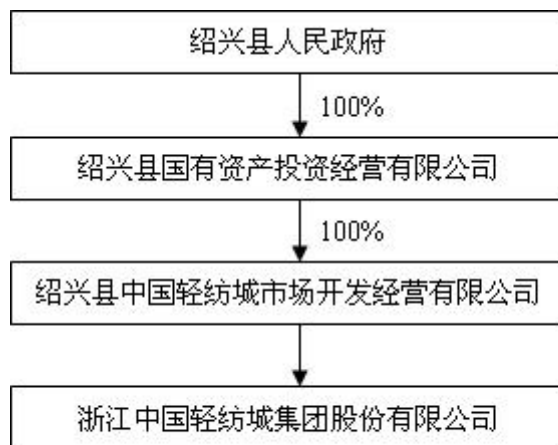 绍兴县人民政府
100%
绍兴县国有资产投资经营有限公司
100%
绍兴县中国轻纺城市场开发经营有限公司
浙江中国轻纺城集团股份有限公司